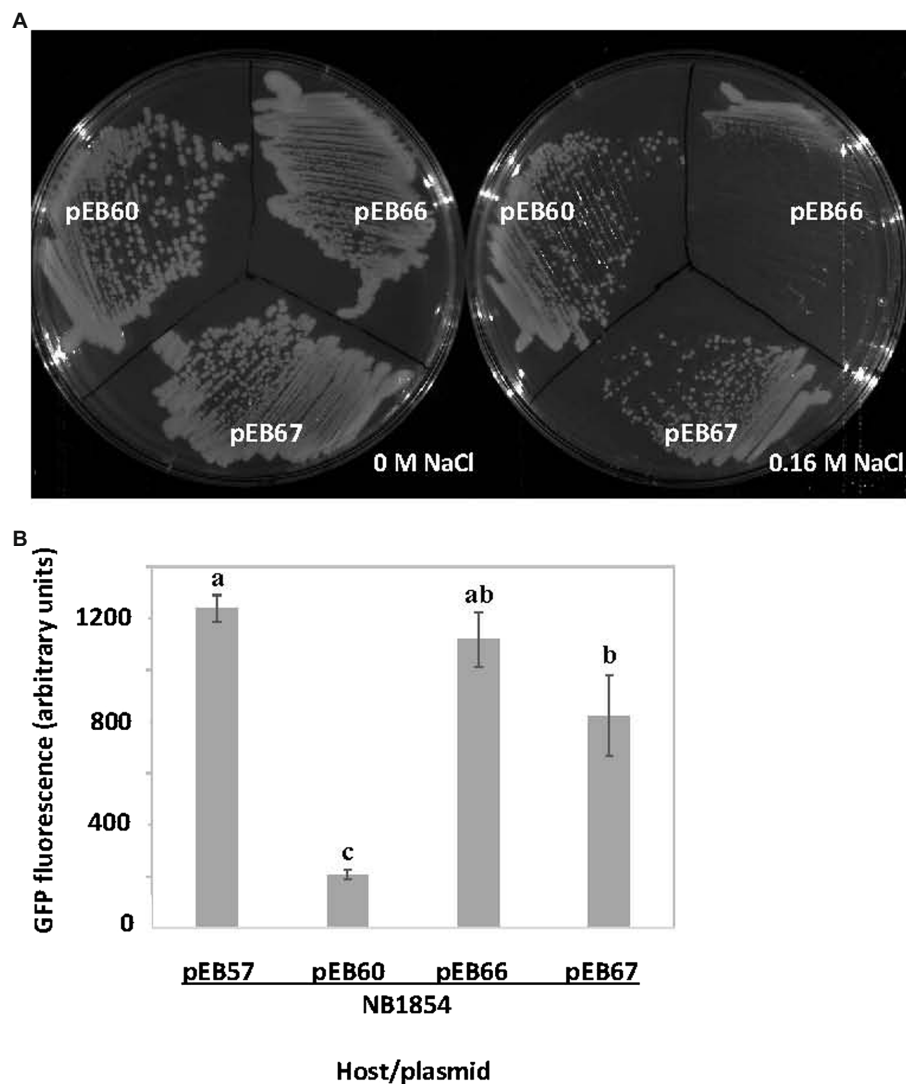 A
pEB60
pEB66
pEB67
0 M NaCl
pEB60
pEB66
pEB67
0.16 M NaCl
B
GFP fluorescence (arbitrary units)
1200
800
400
0
a
c
ab
b
pEB57 pEB60 pEB66 pEB67
NB1854
Host/plasmid